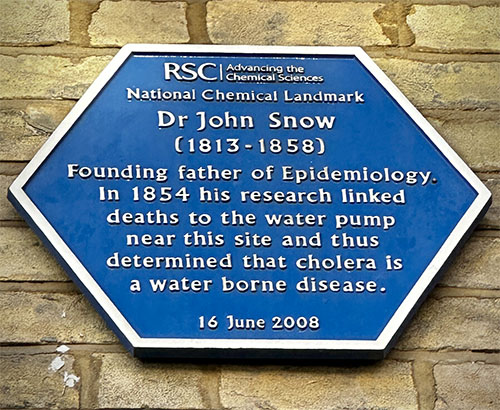 RSC | Advancing the
Chemical Sciences
National Chemical Landmark
Dr John Snow
(1813-1858)
Founding father of Epidemiology.
In 1854 his research linked
deaths to the water pump
near this site and thus
determined that cholera is
a water borne disease.
16 June 2008